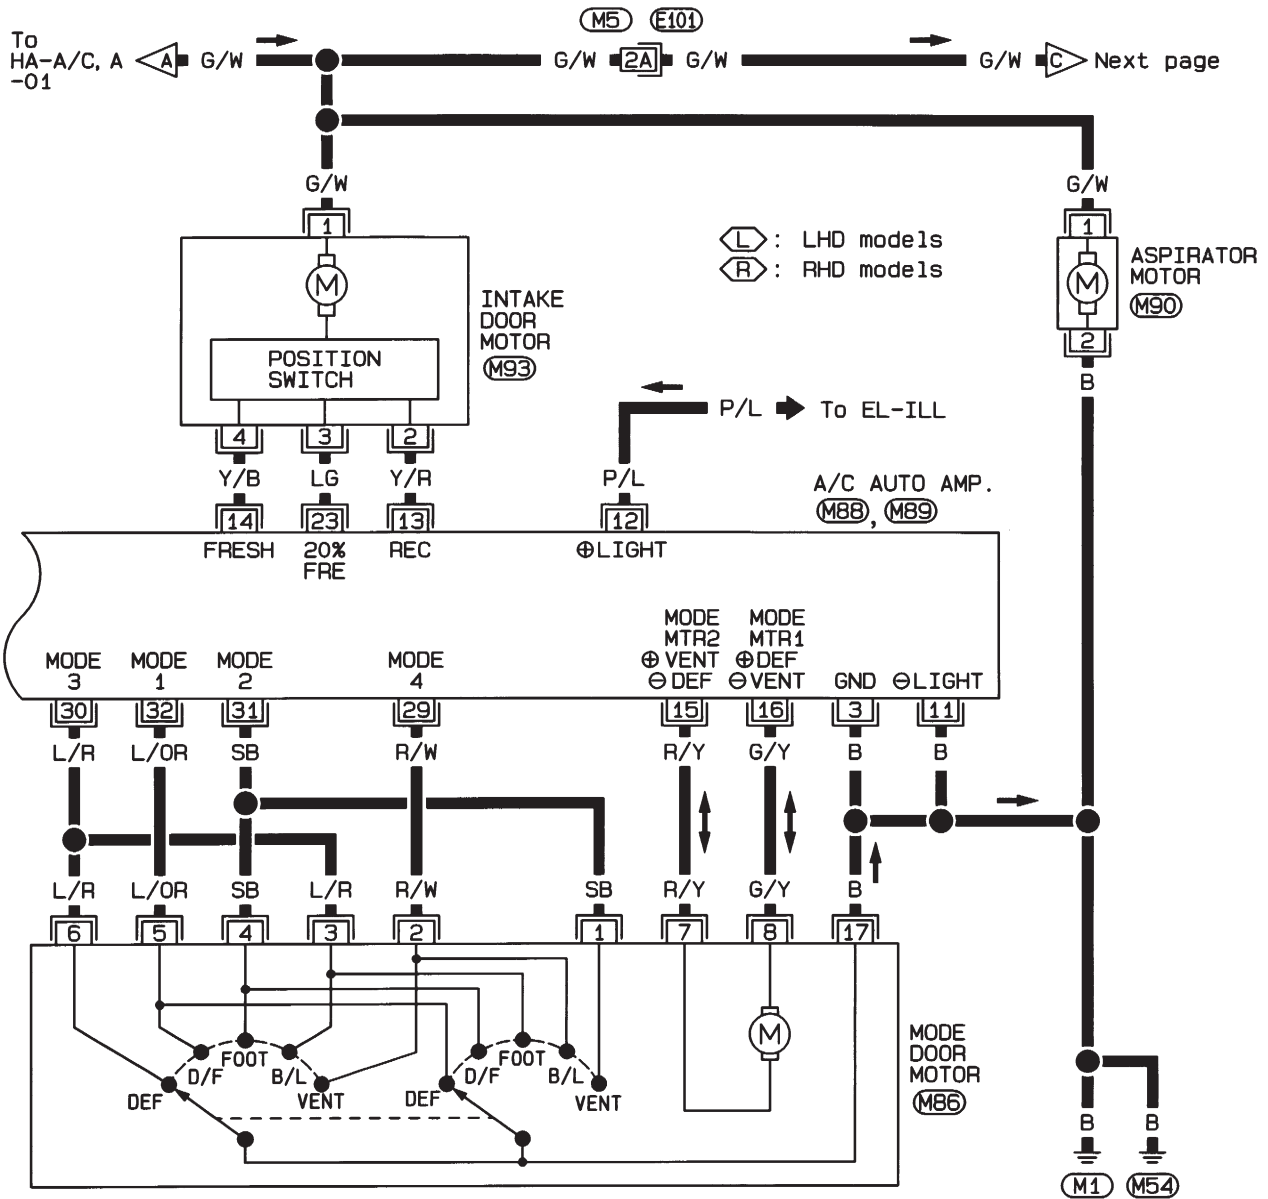 M5 E101
To
HA-A/C, A
-01
A G/W G/W 2A G/W G/W C Next page
G/W G/W
1 1
L : LHD models
R : RHD models
M
INTAKE
DOOR
MOTOR
M93
M
ASPIRATOR
MOTOR
M90
POSITION
SWITCH
2
B
P/L To EL-ILL
4 3 2
Y/B LG Y/R P/L
A/C AUTO AMP.
M88, M89
14 23 13 12
FRESH 20%
FRE REC ⊕LIGHT
MODE
3
MODE
1
MODE
2
MODE
4
MODE
MTR2
⊕VENT
⊖DEF
MODE
MTR1
⊕DEF
⊖VENT
GND ⊖LIGHT
30 32 31 29 15 16 3 11
L/R L/OR SB R/W R/Y G/Y B B
L/R L/OR SB L/R R/W SB R/Y G/Y B
6 5 4 3 2 1 7 8 17
M
DEF D/F FOOT B/L VENT
DEF D/F FOOT B/L VENT
MODE
DOOR
MOTOR
M86
B B
M1 M54